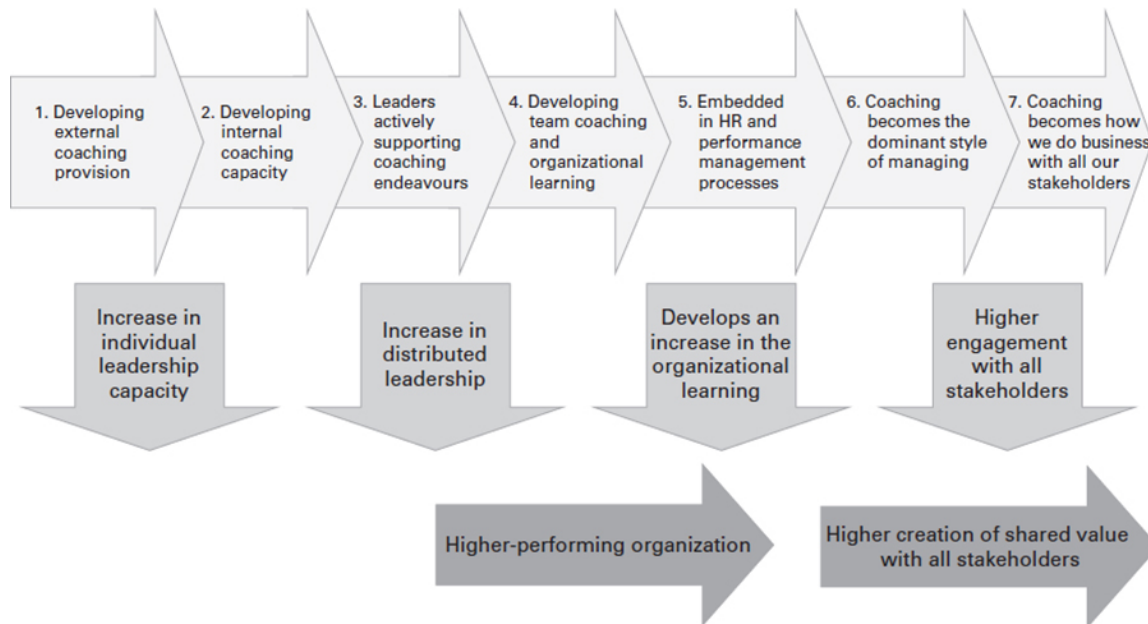 1. Developing
external
coaching
provision
2. Developing
internal
coaching
capacity
3. Leaders
actively
supporting
coaching
endeavours
4. Developing
team coaching
and
organizational
learning
5. Embedded
in HR and
performance
management
processes
6. Coaching
becomes the
dominant style
of managing
7. Coaching
becomes how
we do business
with all our
stakeholders
Increase in
individual
leadership
capacity
Increase in
distributed
leadership
Develops an
increase in the
organizational
learning
Higher
engagement
with all
stakeholders
Higher-performing organization
Higher creation of shared value
with all stakeholders